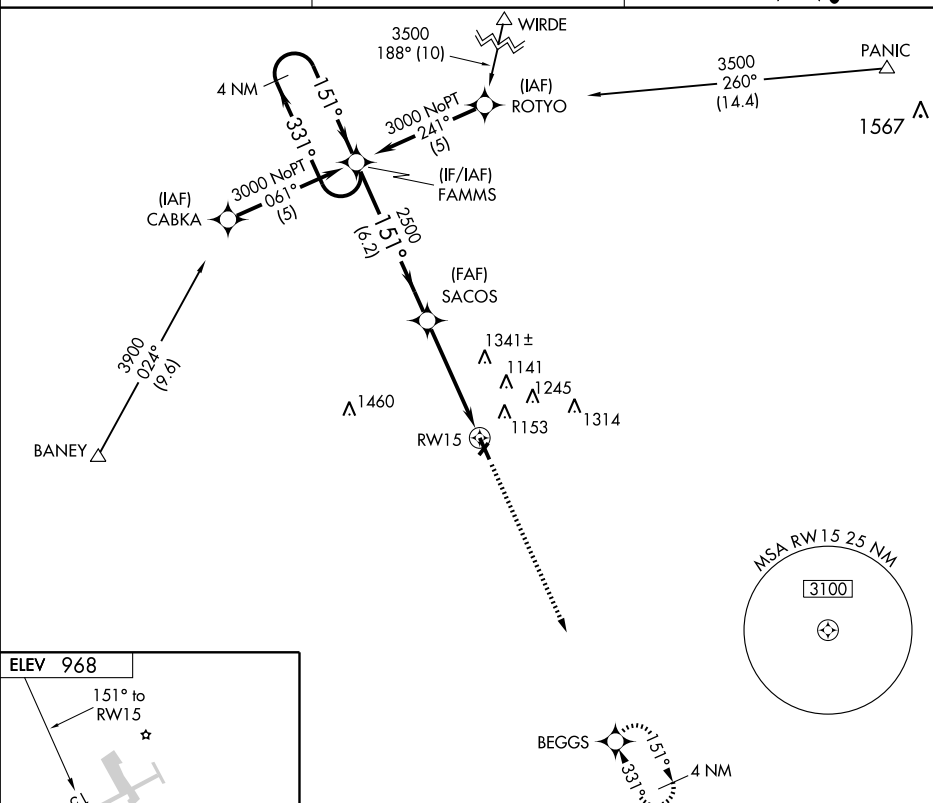 WIRDE
3500
188° (10)
PANIC
3500
260°
(14.4)
1567
4 NM
151°
331°
(IAF)
ROTYO
3000 NoPT
241°
(5)
(IF/IAF)
FAMMS
(IAF)
CABKA
3000 NoPT
061°
(5)
2500
151°
(6.2)
(FAF)
SACOS
3900
024°
(9.6)
BANEY
1341±
1141
1245
1314
1153
1460
RW15
MSA RW15 25 NM
3100
ELEV 968
151° to
RW15
BEGGS
151°
331°
4 NM